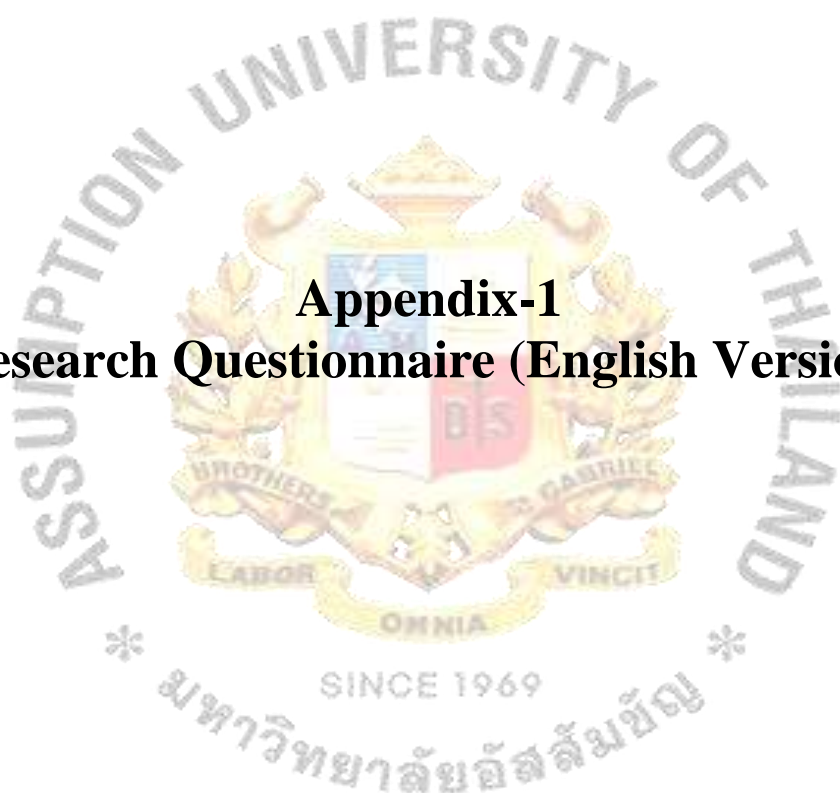 ASSUMPTION UNIVERSITY OF THAILAND
Appendix-1
esearch Questionnaire (English Versio
D S
BROTHERS
GABRIEL
LABOR
OMNIA
VINCIT
SINCE 1969
มหาวิทยาลัยอัสสัมชัญ